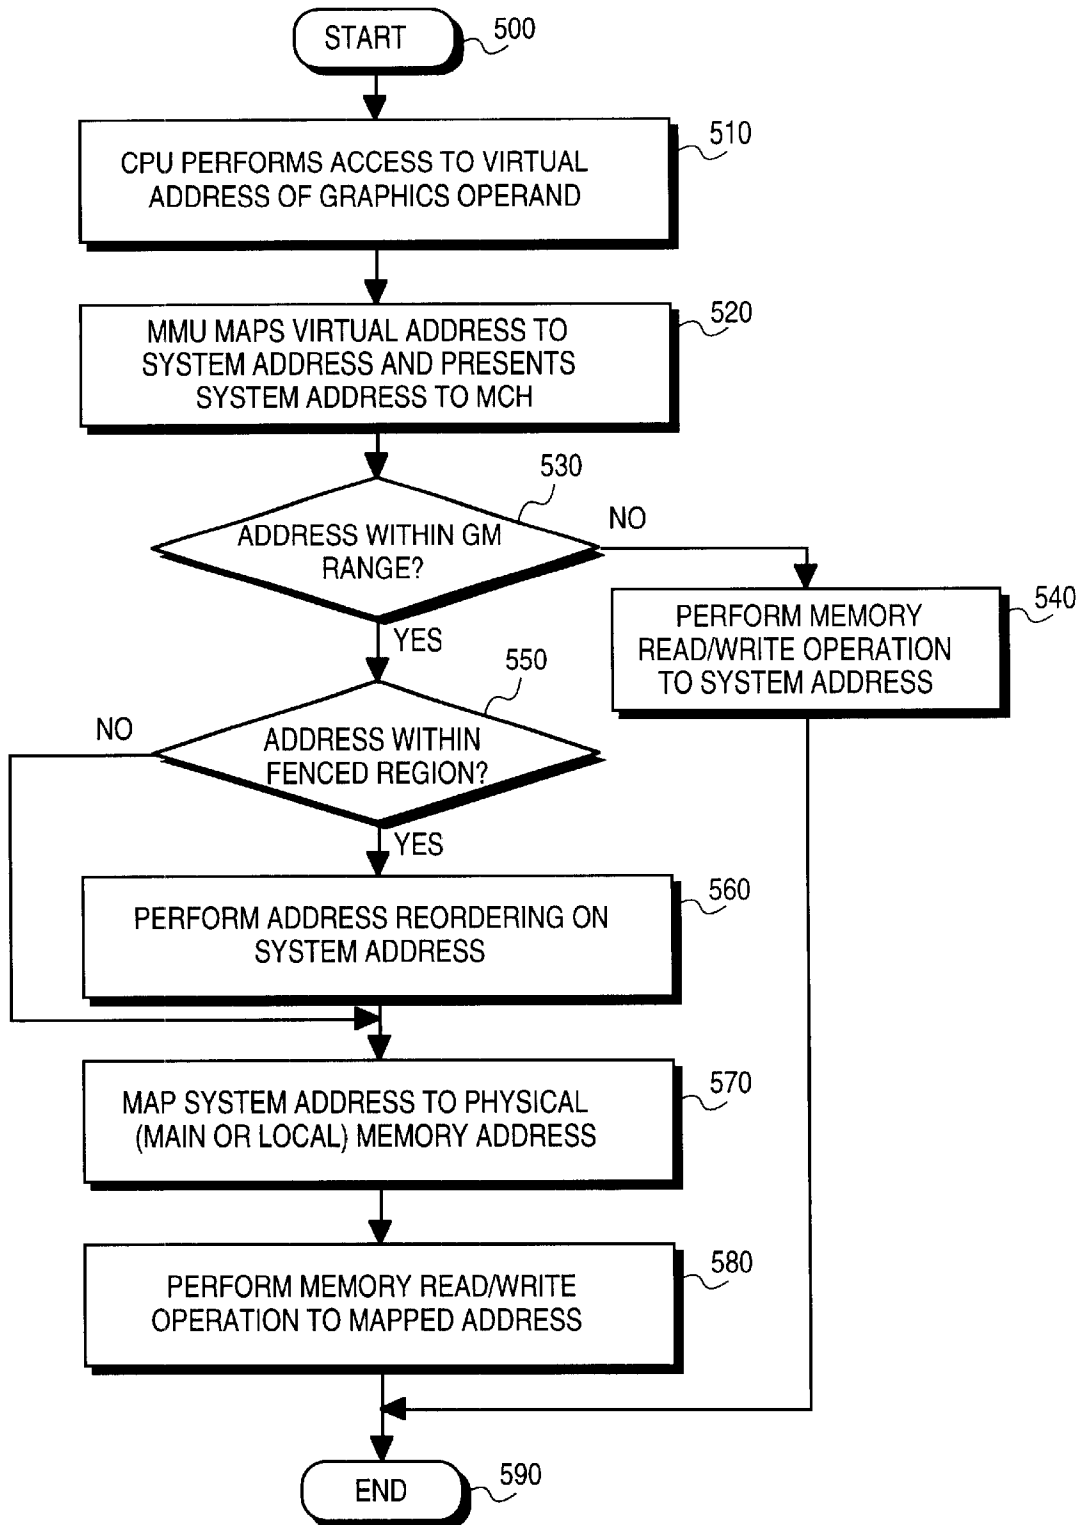 START
500
CPU PERFORMS ACCESS TO VIRTUAL
ADDRESS OF GRAPHICS OPERAND
510
MMU MAPS VIRTUAL ADDRESS TO
SYSTEM ADDRESS AND PRESENTS
SYSTEM ADDRESS TO MCH
520
ADDRESS WITHIN GM
RANGE?
530
NO
YES
PERFORM MEMORY
READ/WRITE OPERATION
TO SYSTEM ADDRESS
540
ADDRESS WITHIN
FENCED REGION?
550
NO
YES
PERFORM ADDRESS REORDERING ON
SYSTEM ADDRESS
560
MAP SYSTEM ADDRESS TO PHYSICAL
(MAIN OR LOCAL) MEMORY ADDRESS
570
PERFORM MEMORY READ/WRITE
OPERATION TO MAPPED ADDRESS
580
END
590